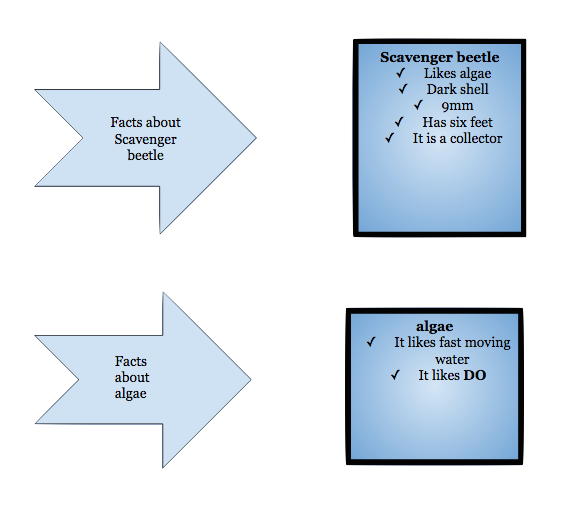 Facts about
Scavenger
beetle
Scavenger beetle
✓ Likes algae
✓ Dark shell
✓ 9mm
✓ Has six feet
✓ It is a collector
Facts
about
algae
algae
✓ It likes fast moving
water
✓ It likes DO